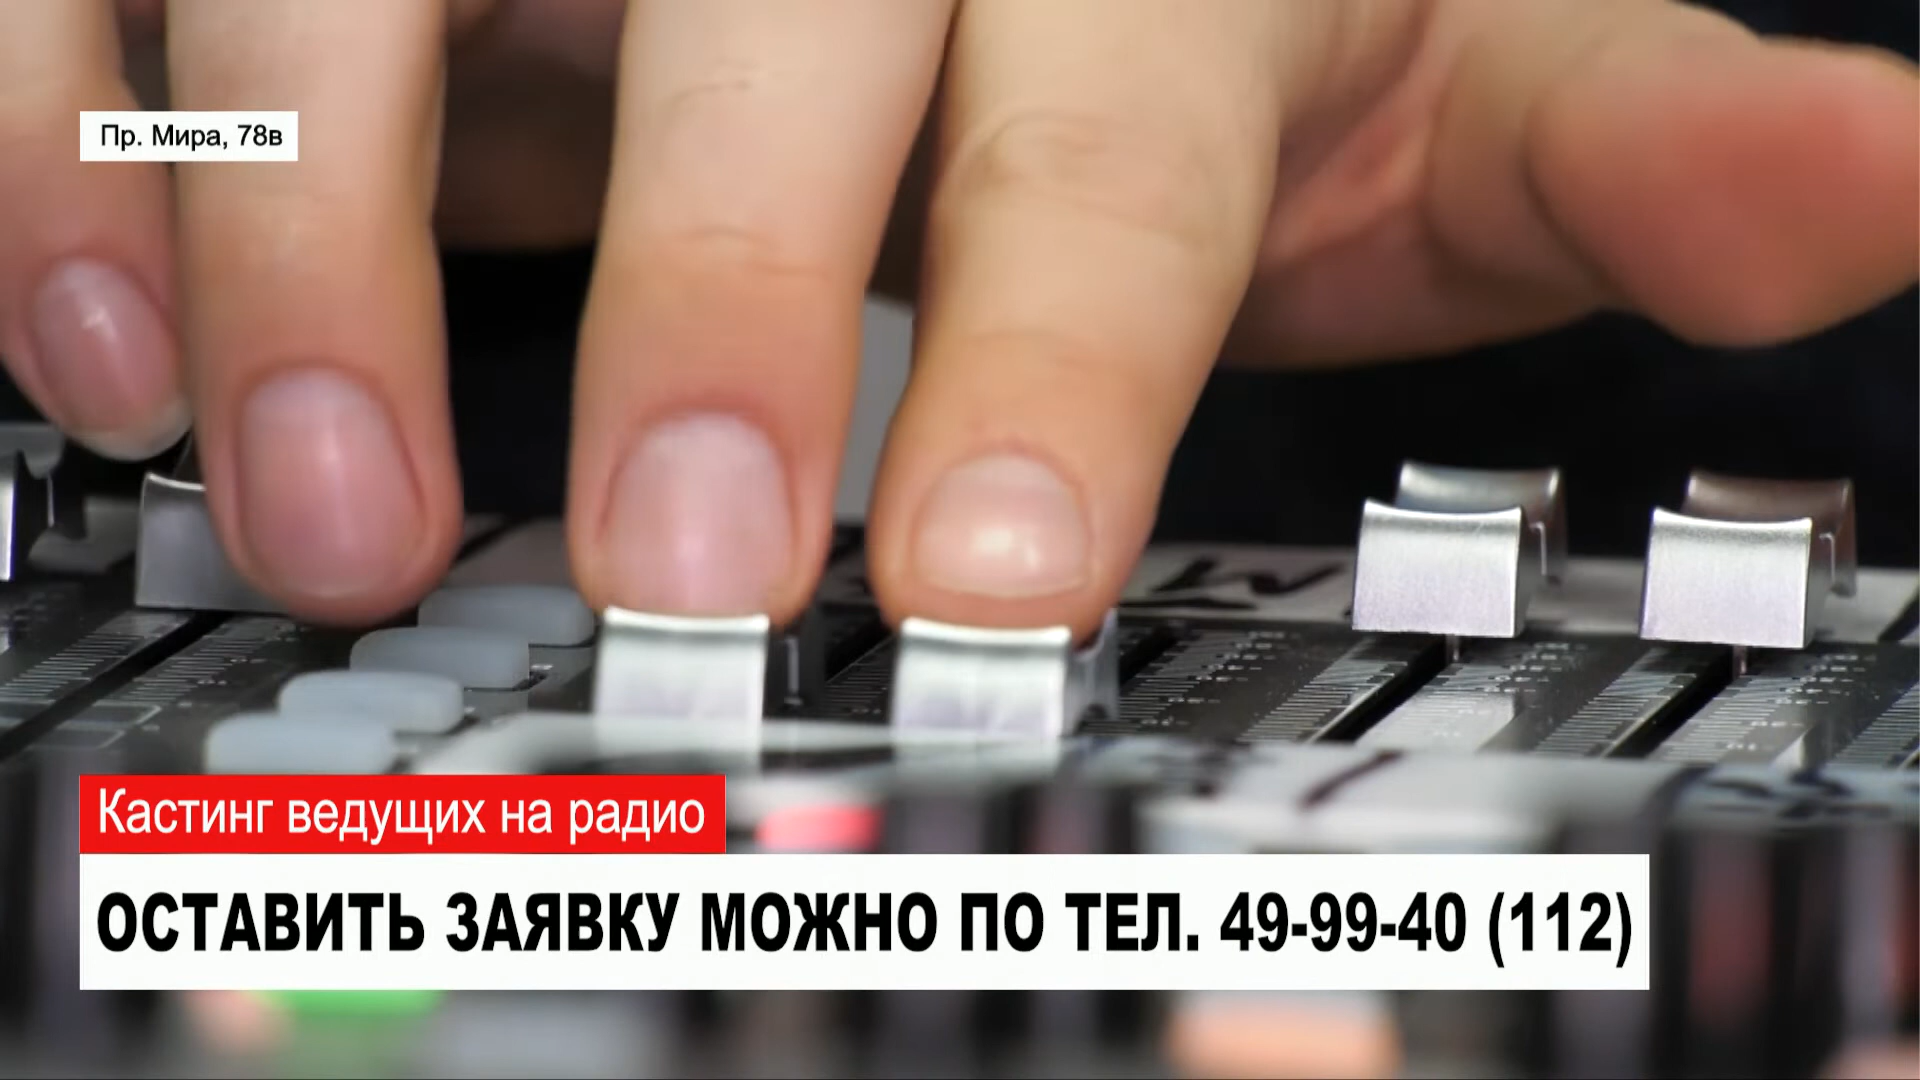 Пр. Мира, 78в
Кастинг ведущих на радио
ОСТАВИТЬ ЗАЯВКУ МОЖНО ПО ТЕЛ. 49-99-40 (112)